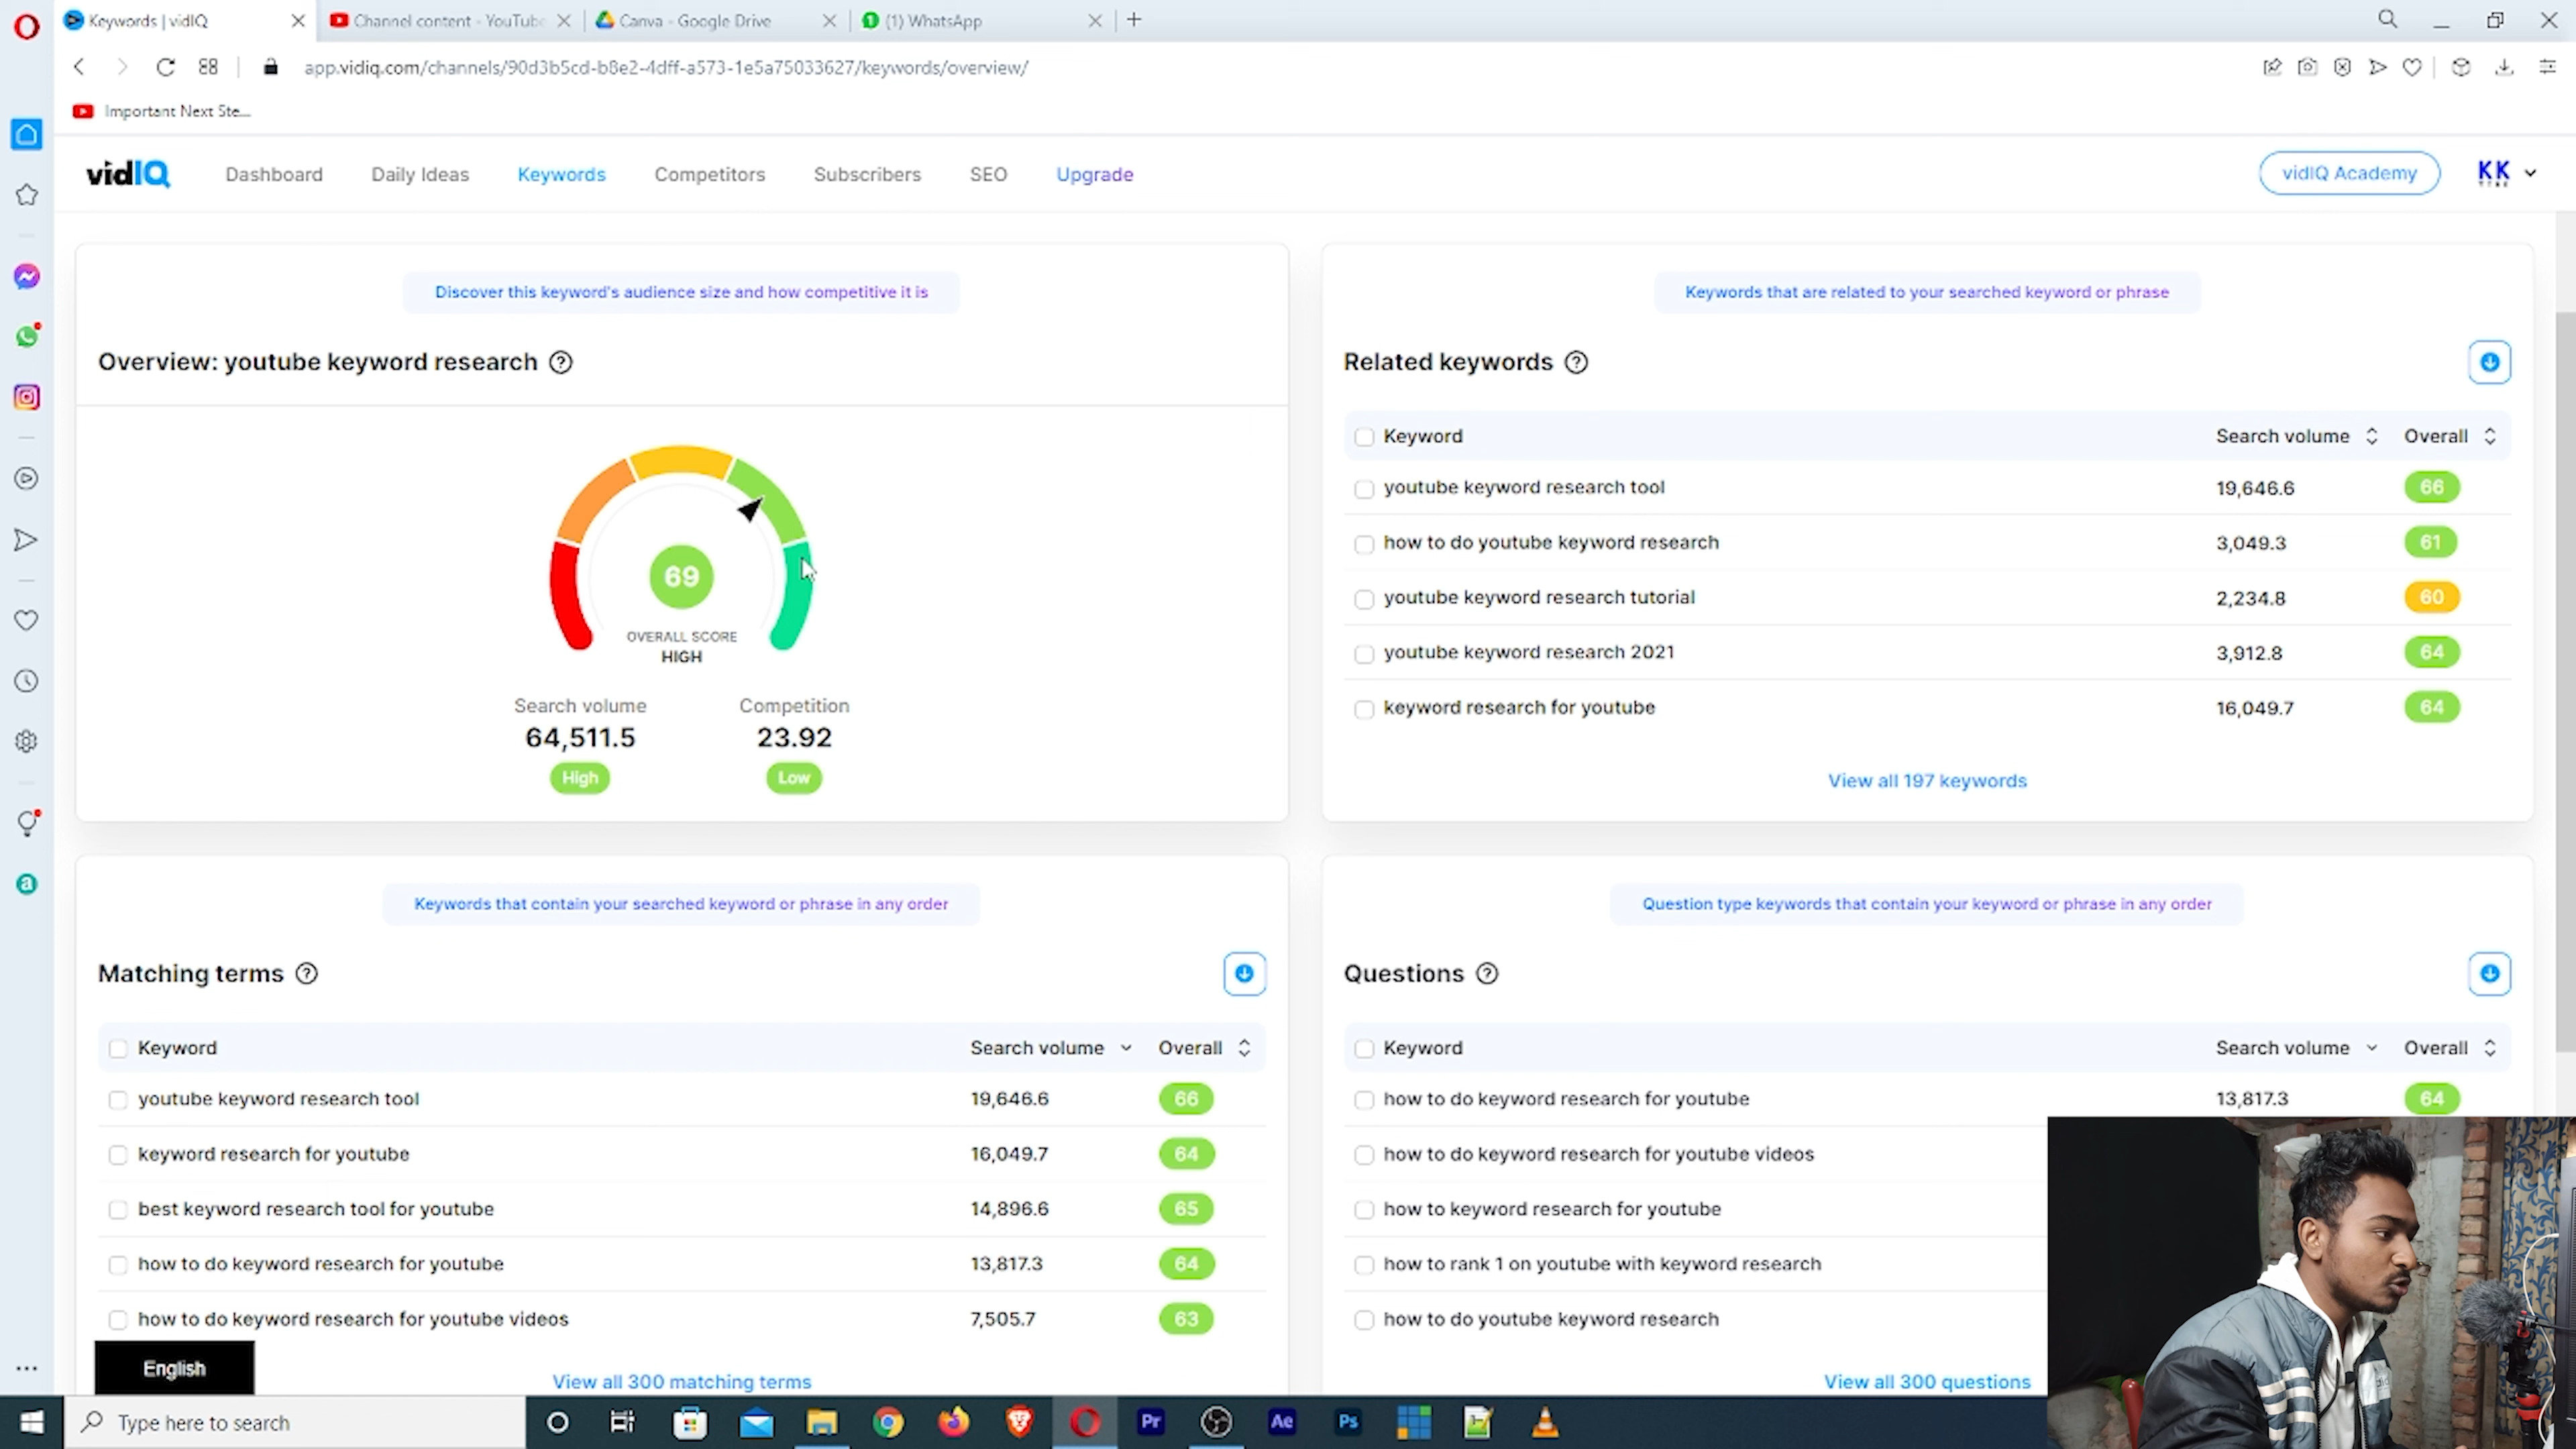 Keywords | vidIQ
Channel content - YouTube
Canva - Google Drive
(1) WhatsApp
app.vidiq.com/channels/90d3b5cd-b8e2-4dff-a573-1e5a75033627/keywords/overview/
Important Next Ste...
vidIQ
Dashboard
Daily Ideas
Keywords
Competitors
Subscribers
SEO
Upgrade
vidIQ Academy
KK
Discover this keyword's audience size and how competitive it is
Overview: youtube keyword research
69
OVERALL SCORE
HIGH
Search volume
64,511.5
High
Competition
23.92
Low
Keywords that are related to your searched keyword or phrase
Related keywords
Keyword Search volume Overall
youtube keyword research tool 19,646.6 66
how to do youtube keyword research 3,049.3 61
youtube keyword research tutorial 2,234.8 60
youtube keyword research 2021 3,912.8 64
keyword research for youtube 16,049.7 64
View all 197 keywords
Keywords that contain your searched keyword or phrase in any order
Matching terms
Keyword Search volume Overall
youtube keyword research tool 19,646.6 66
keyword research for youtube 16,049.7 64
best keyword research tool for youtube 14,896.6 65
how to do keyword research for youtube 13,817.3 64
how to do keyword research for youtube videos 7,505.7 63
View all 300 matching terms
Question type keywords that contain your keyword or phrase in any order
Questions
Keyword Search volume Overall
how to do keyword research for youtube 13,817.3 64
how to do keyword research for youtube videos
how to keyword research for youtube
how to rank 1 on youtube with keyword research
how to do youtube keyword research
View all 300 questions
English
Type here to search
Pr
Ae
Ps